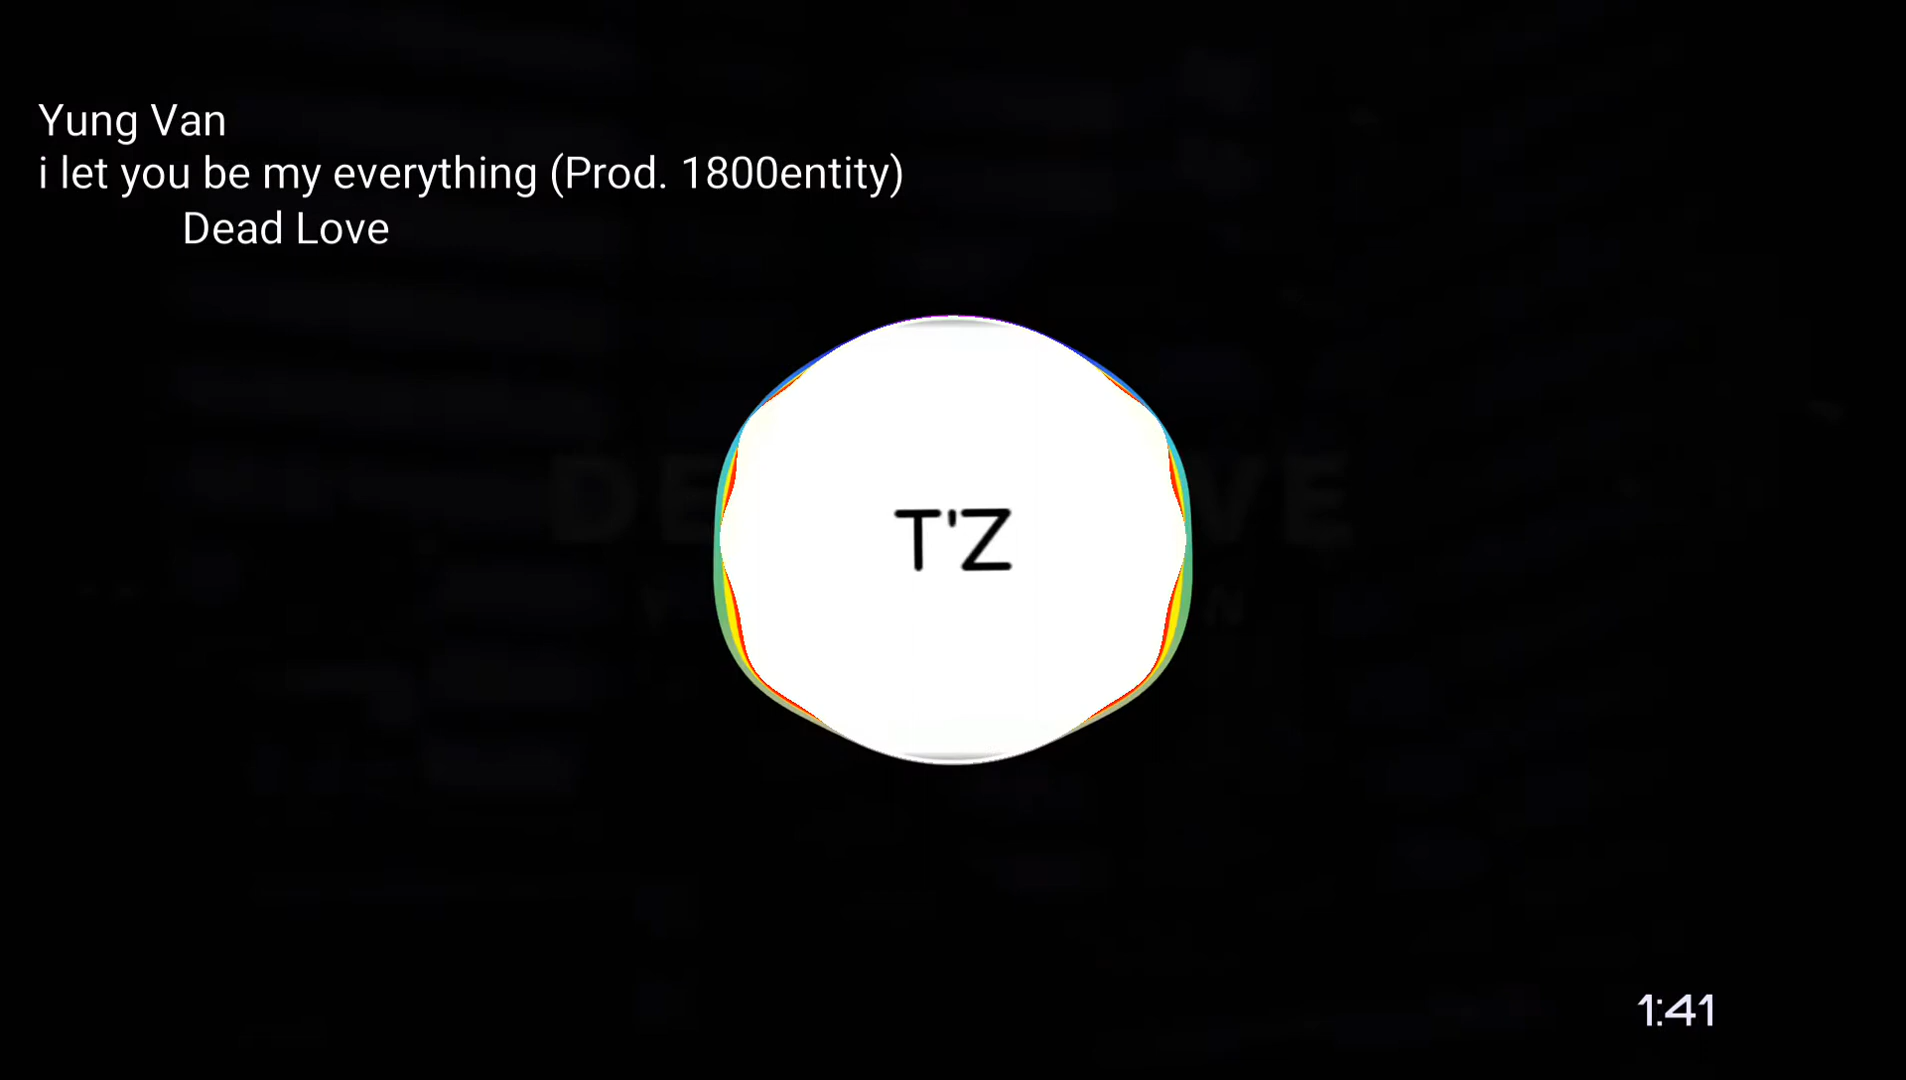 Yung Van
i let you be my everything (Prod. 1800entity)
Dead Love
T'Z
1:41